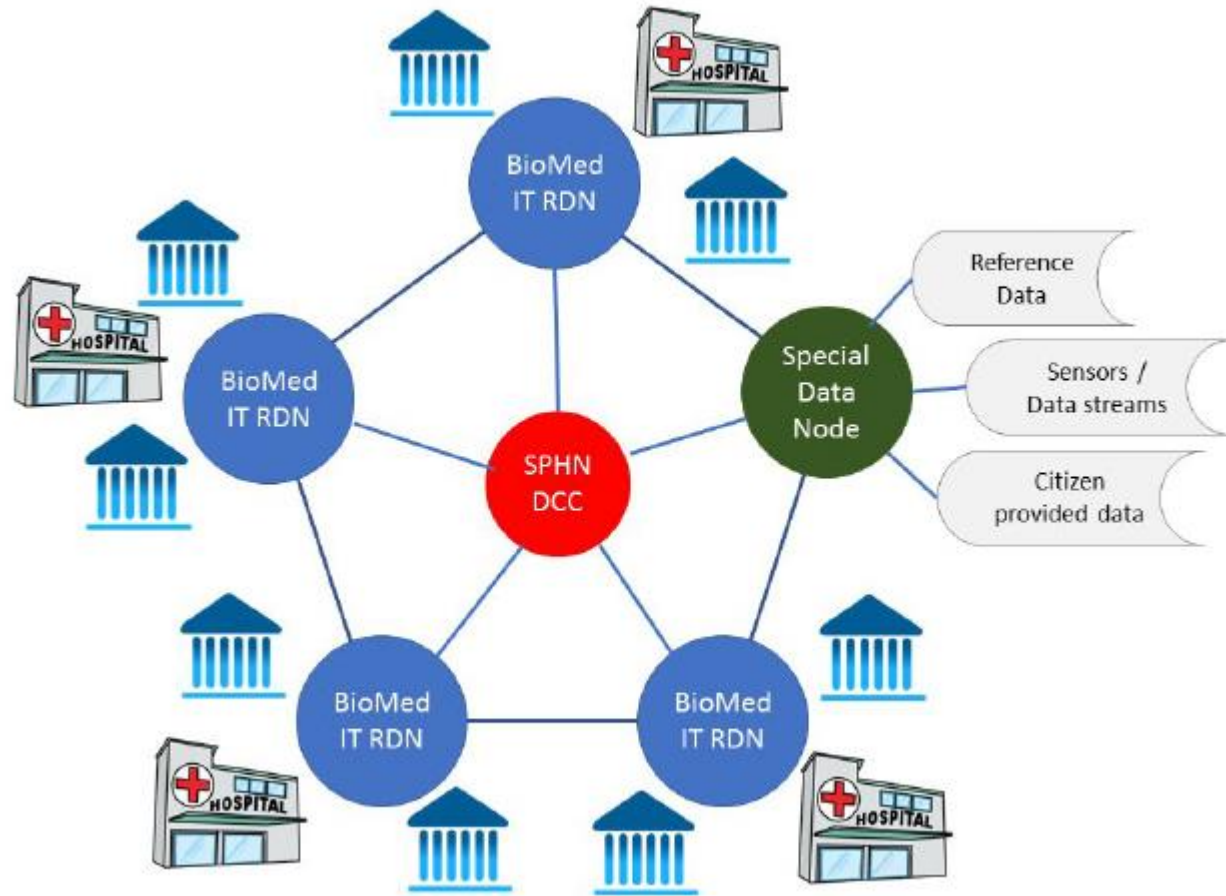 HOSPITAL
BioMed
IT RDN
Reference
Data
HOSPITAL
BioMed
IT RDN
Special
Data
Node
Sensors /
Data streams
SPHN
DCC
Citizen
provided data
BioMed
IT RDN
BioMed
IT RDN
HOSPITAL
HOSPITAL